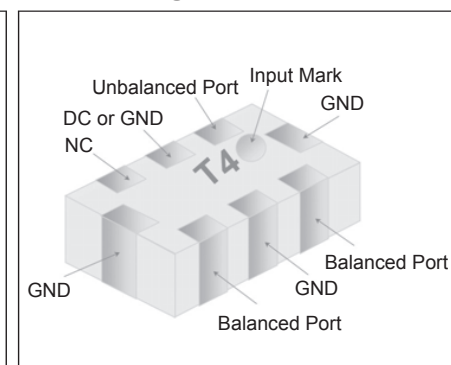 Input Mark
Unbalanced Port
GND
DC or GND
NC
T4
Balanced Port
GND
GND
Balanced Port